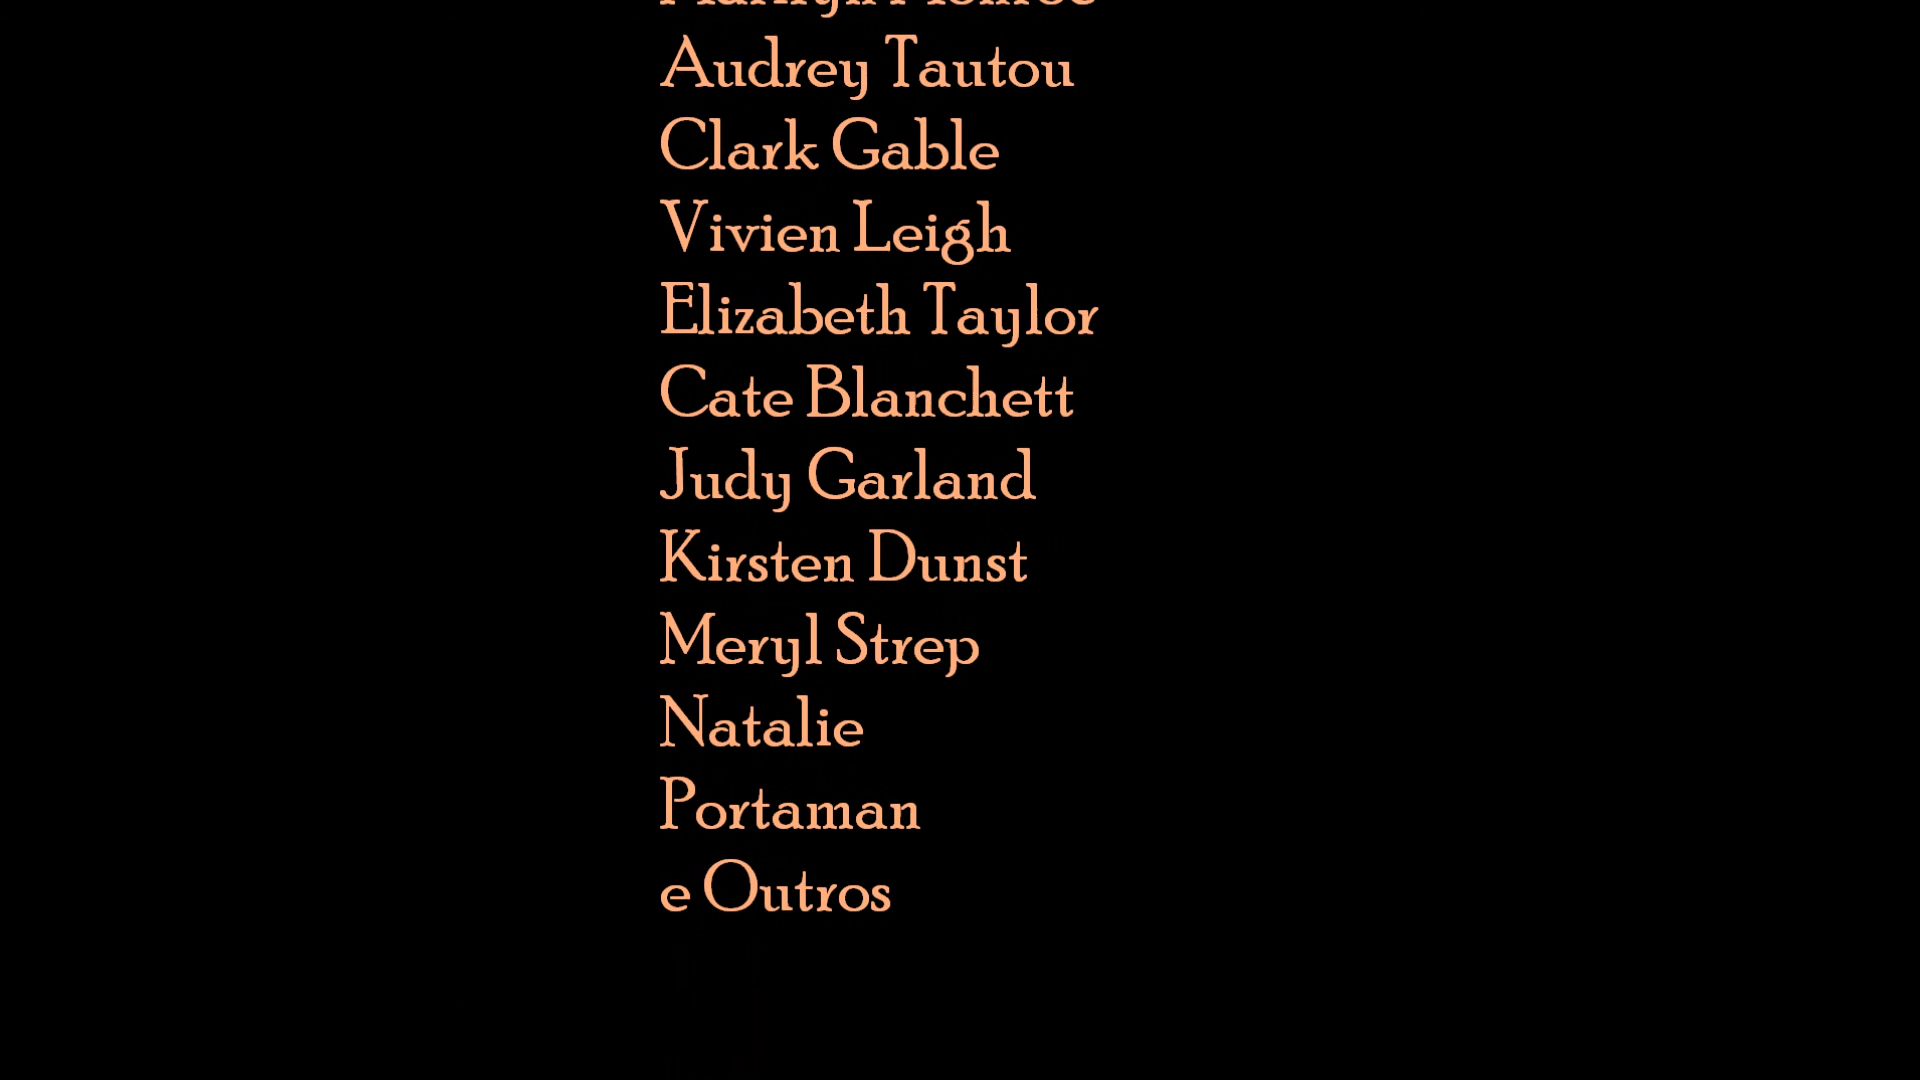 Audrey Tautou
Clark Gable
Vivien Leigh
Elizabeth Taylor
Cate Blanchett
Judy Garland
Kirsten Dunst
Meryl Strep
Natalie
Portaman
e Outros